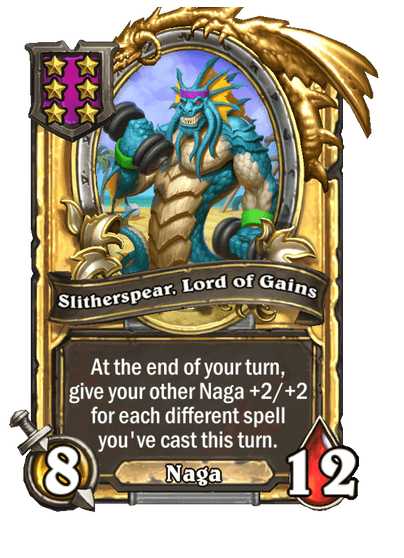 Slitherspear, Lord of Gains
At the end of your turn,
give your other Naga +2/+2
for each different spell
you've cast this turn.
8
Naga
12